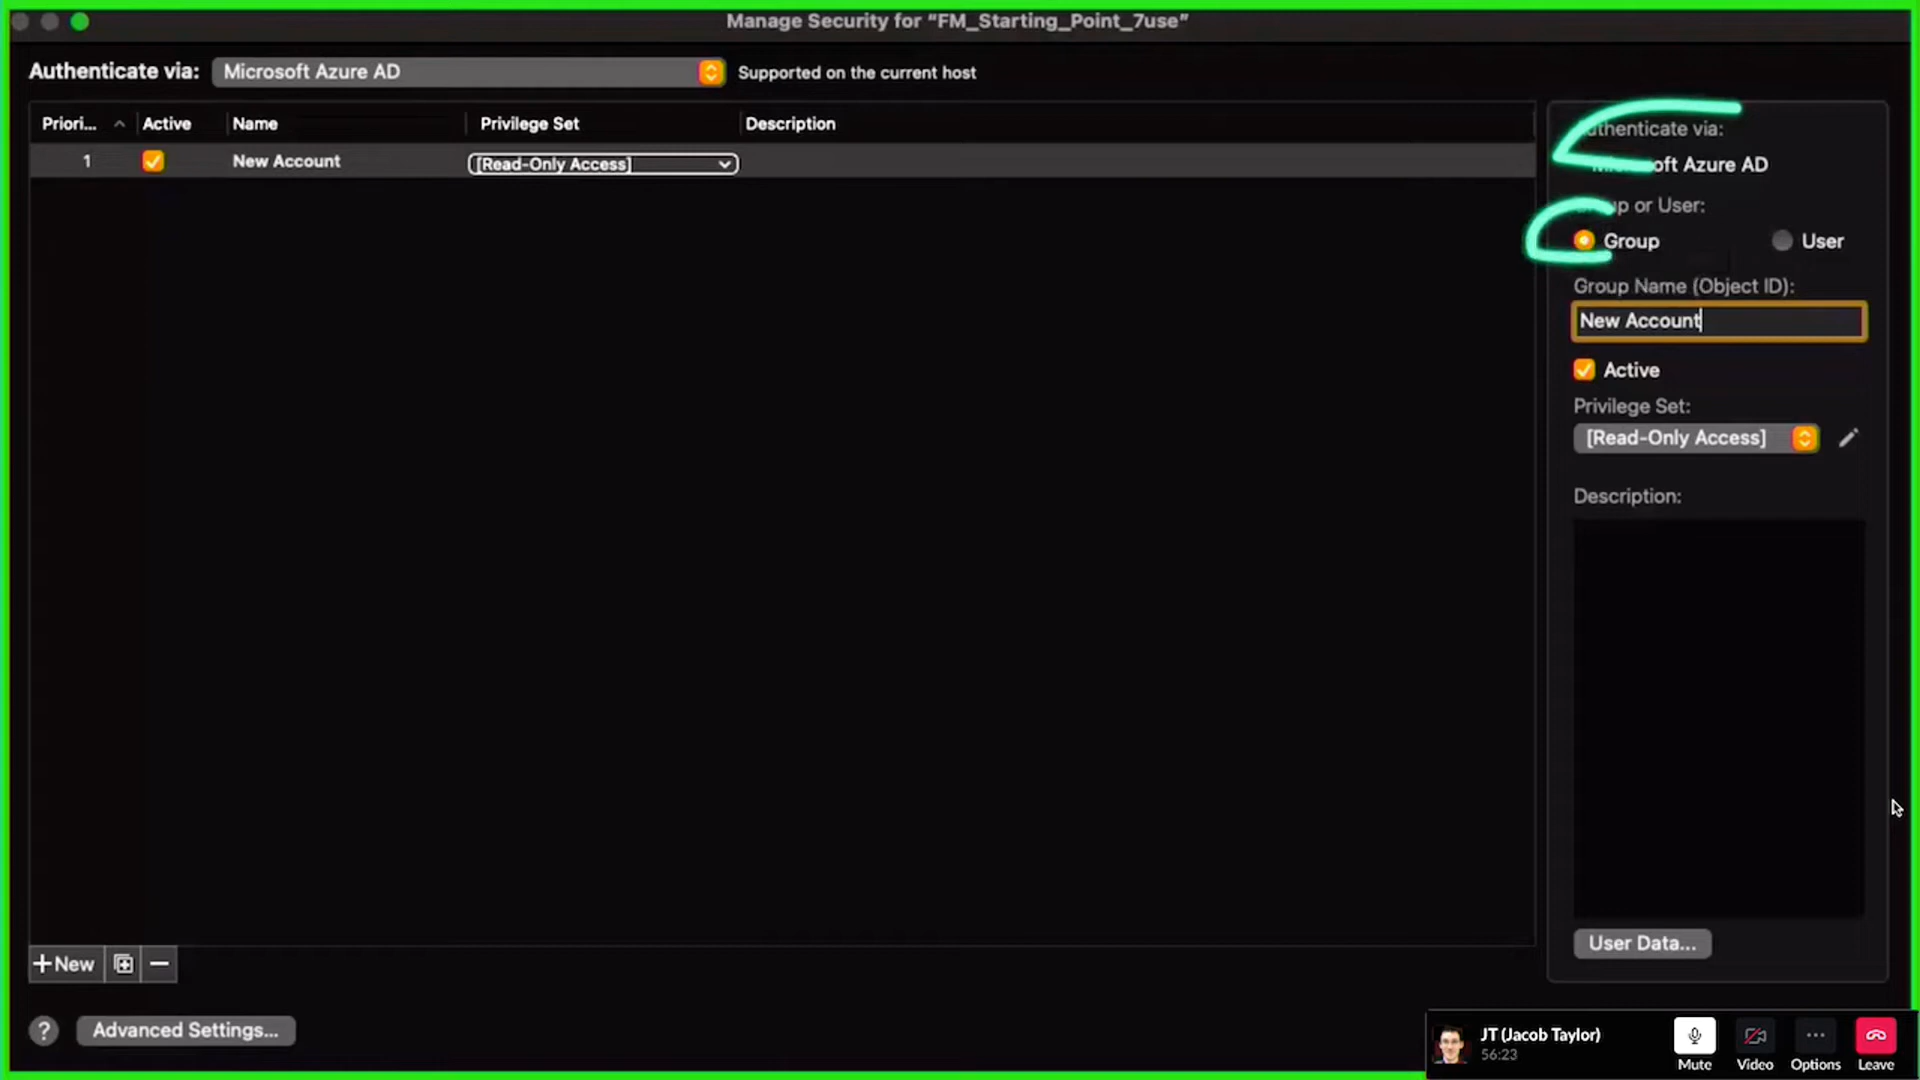 Manage Security for “FM_Starting_Point_7use”
Authenticate via: Microsoft Azure AD Supported on the current host
Priori... Active Name Privilege Set Description
1 New Account [Read-Only Access]
via:
Azure AD
or User:
Group User
Group Name (Object ID):
New Account
Active
Privilege Set:
[Read-Only Access]
Description:
User Data...
+ New
? Advanced Settings...
JT (Jacob Taylor)
56:23
Mute Video Options Leave